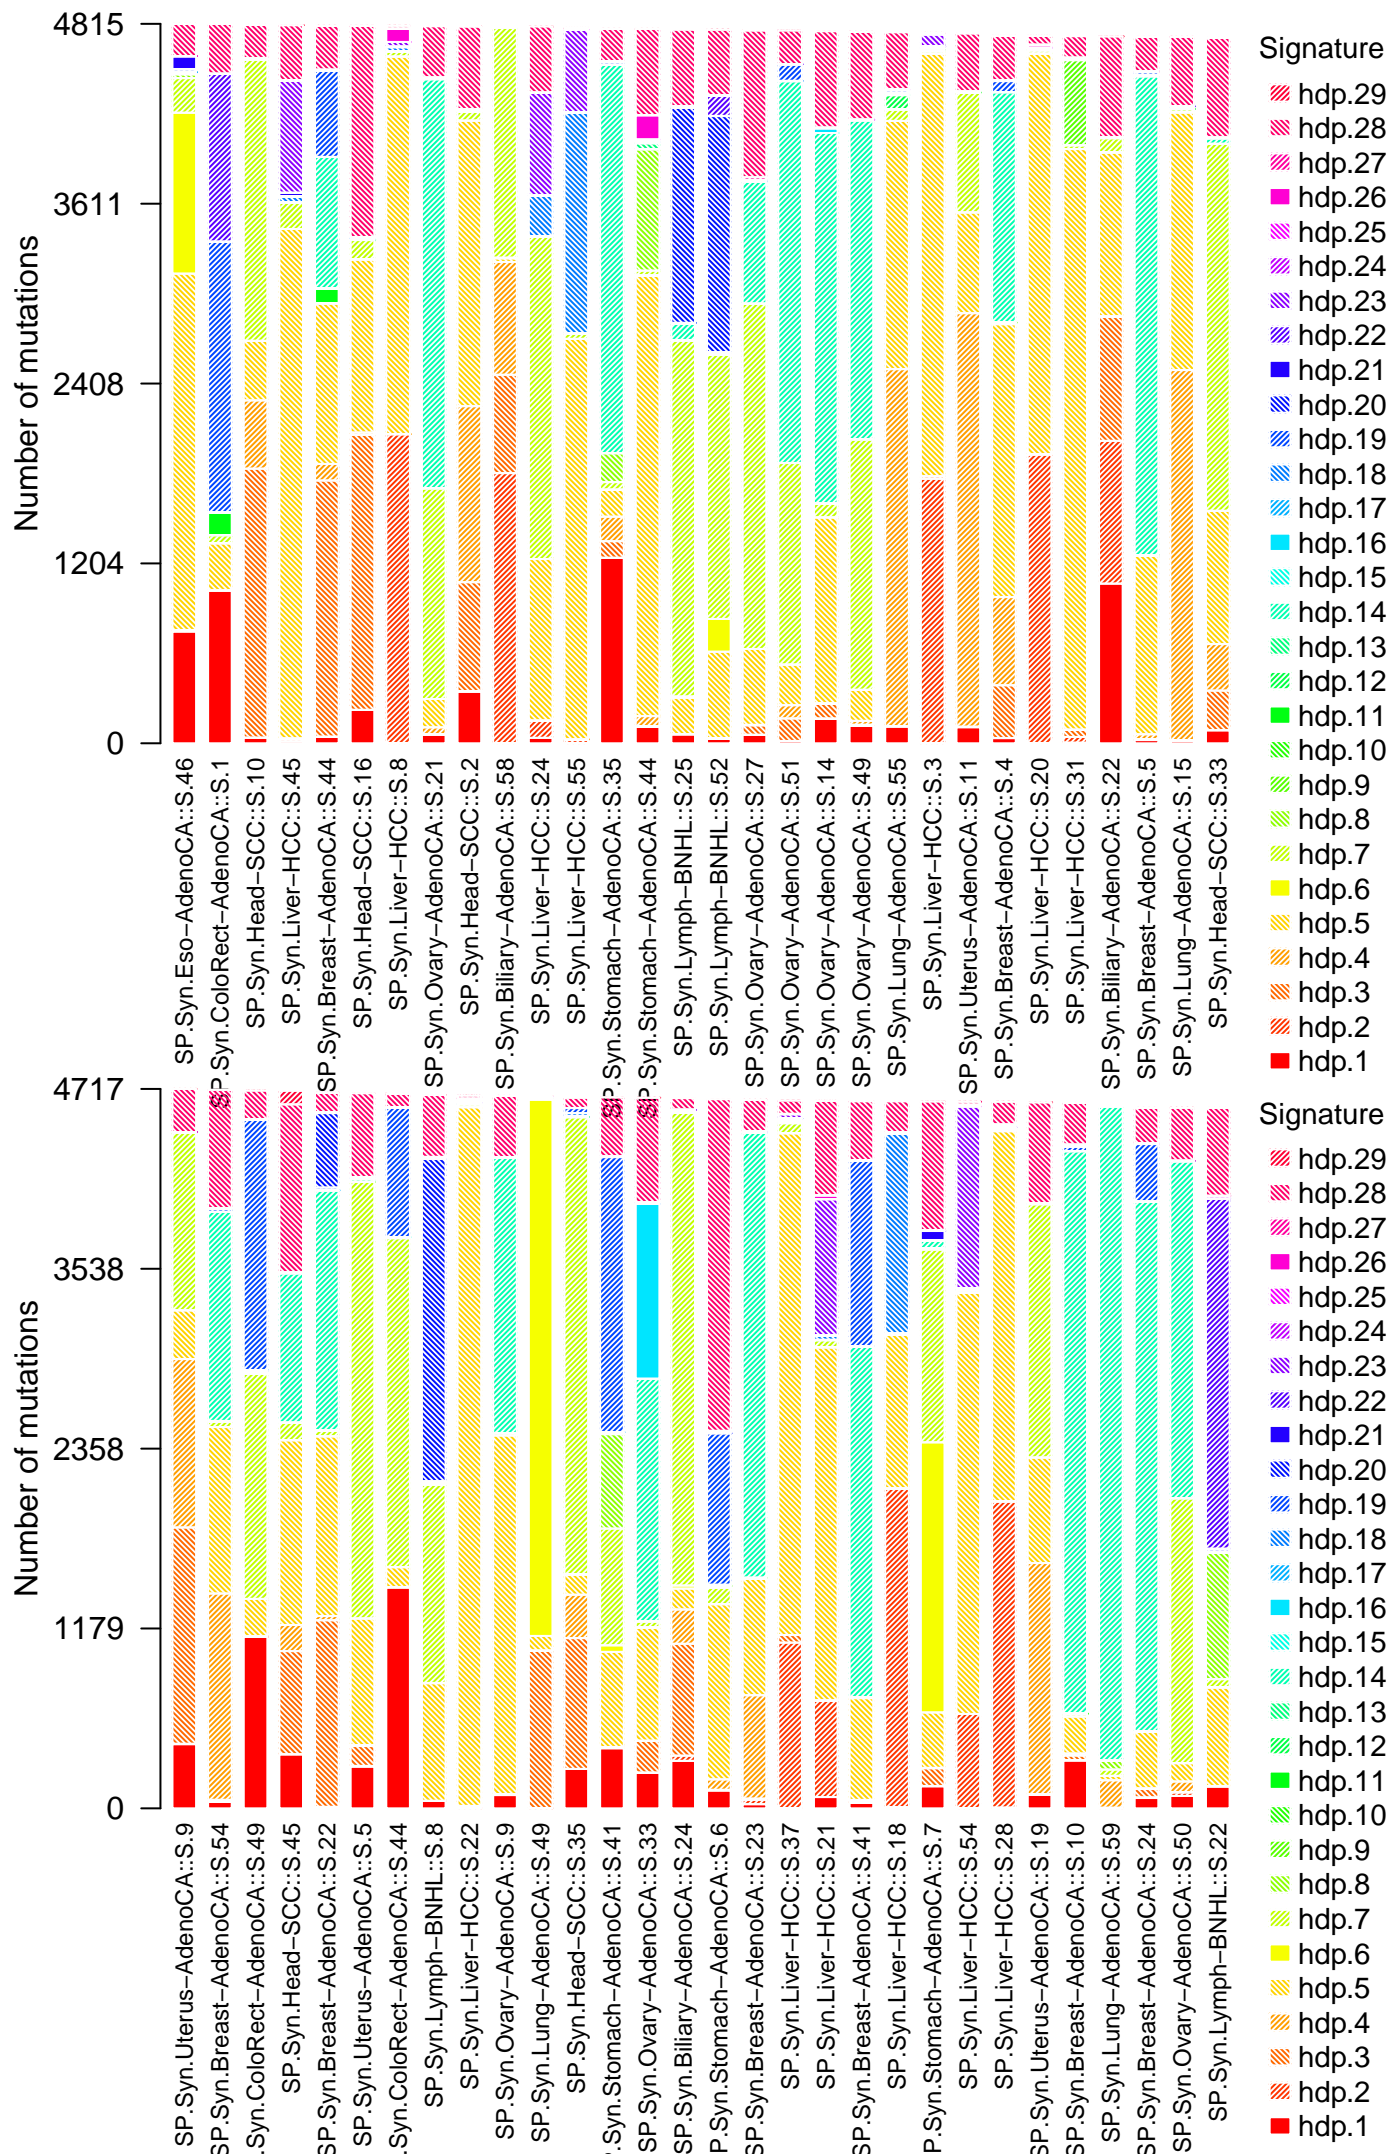 Number of mutations
4815
3611
2408
1204
0
SP.Syn.Eso−AdenoCA::S.46
SP.Syn.ColoRect−AdenoCA::S.1
SP.Syn.Head−SCC::S.10
SP.Syn.Liver−HCC::S.45
SP.Syn.Breast−AdenoCA::S.44
SP.Syn.Head−SCC::S.16
SP.Syn.Liver−HCC::S.8
SP.Syn.Ovary−AdenoCA::S.21
SP.Syn.Head−SCC::S.2
SP.Syn.Biliary−AdenoCA::S.58
SP.Syn.Liver−HCC::S.24
SP.Syn.Liver−HCC::S.55
SP.Syn.Stomach−AdenoCA::S.35
SP.Syn.Stomach−AdenoCA::S.44
SP.Syn.Lymph−BNHL::S.25
SP.Syn.Lymph−BNHL::S.52
SP.Syn.Ovary−AdenoCA::S.27
SP.Syn.Ovary−AdenoCA::S.51
SP.Syn.Ovary−AdenoCA::S.14
SP.Syn.Ovary−AdenoCA::S.49
SP.Syn.Lung−AdenoCA::S.55
SP.Syn.Liver−HCC::S.3
SP.Syn.Uterus−AdenoCA::S.11
SP.Syn.Breast−AdenoCA::S.4
SP.Syn.Liver−HCC::S.20
SP.Syn.Liver−HCC::S.31
SP.Syn.Biliary−AdenoCA::S.22
SP.Syn.Breast−AdenoCA::S.5
SP.Syn.Lung−AdenoCA::S.15
SP.Syn.Head−SCC::S.33
Signature
hdp.29
hdp.28
hdp.27
hdp.26
hdp.25
hdp.24
hdp.23
hdp.22
hdp.21
hdp.20
hdp.19
hdp.18
hdp.17
hdp.16
hdp.15
hdp.14
hdp.13
hdp.12
hdp.11
hdp.10
hdp.9
hdp.8
hdp.7
hdp.6
hdp.5
hdp.4
hdp.3
hdp.2
hdp.1
Number of mutations
4717
3538
2358
1179
0
SP.Syn.Uterus−AdenoCA::S.9
SP.Syn.Breast−AdenoCA::S.54
.Syn.ColoRect−AdenoCA::S.49
SP.Syn.Head−SCC::S.45
SP.Syn.Breast−AdenoCA::S.22
SP.Syn.Uterus−AdenoCA::S.5
.Syn.ColoRect−AdenoCA::S.44
SP.Syn.Lymph−BNHL::S.8
SP.Syn.Liver−HCC::S.22
SP.Syn.Ovary−AdenoCA::S.9
SP.Syn.Lung−AdenoCA::S.49
SP.Syn.Head−SCC::S.35
P.Syn.Stomach−AdenoCA::S.41
SP.Syn.Ovary−AdenoCA::S.33
SP.Syn.Biliary−AdenoCA::S.24
P.Syn.Stomach−AdenoCA::S.6
SP.Syn.Breast−AdenoCA::S.23
SP.Syn.Liver−HCC::S.37
SP.Syn.Liver−HCC::S.21
SP.Syn.Breast−AdenoCA::S.41
SP.Syn.Liver−HCC::S.18
P.Syn.Stomach−AdenoCA::S.7
SP.Syn.Liver−HCC::S.54
SP.Syn.Liver−HCC::S.28
SP.Syn.Uterus−AdenoCA::S.19
SP.Syn.Breast−AdenoCA::S.10
SP.Syn.Lung−AdenoCA::S.59
SP.Syn.Breast−AdenoCA::S.24
SP.Syn.Ovary−AdenoCA::S.50
SP.Syn.Lymph−BNHL::S.22
Signature
hdp.29
hdp.28
hdp.27
hdp.26
hdp.25
hdp.24
hdp.23
hdp.22
hdp.21
hdp.20
hdp.19
hdp.18
hdp.17
hdp.16
hdp.15
hdp.14
hdp.13
hdp.12
hdp.11
hdp.10
hdp.9
hdp.8
hdp.7
hdp.6
hdp.5
hdp.4
hdp.3
hdp.2
hdp.1